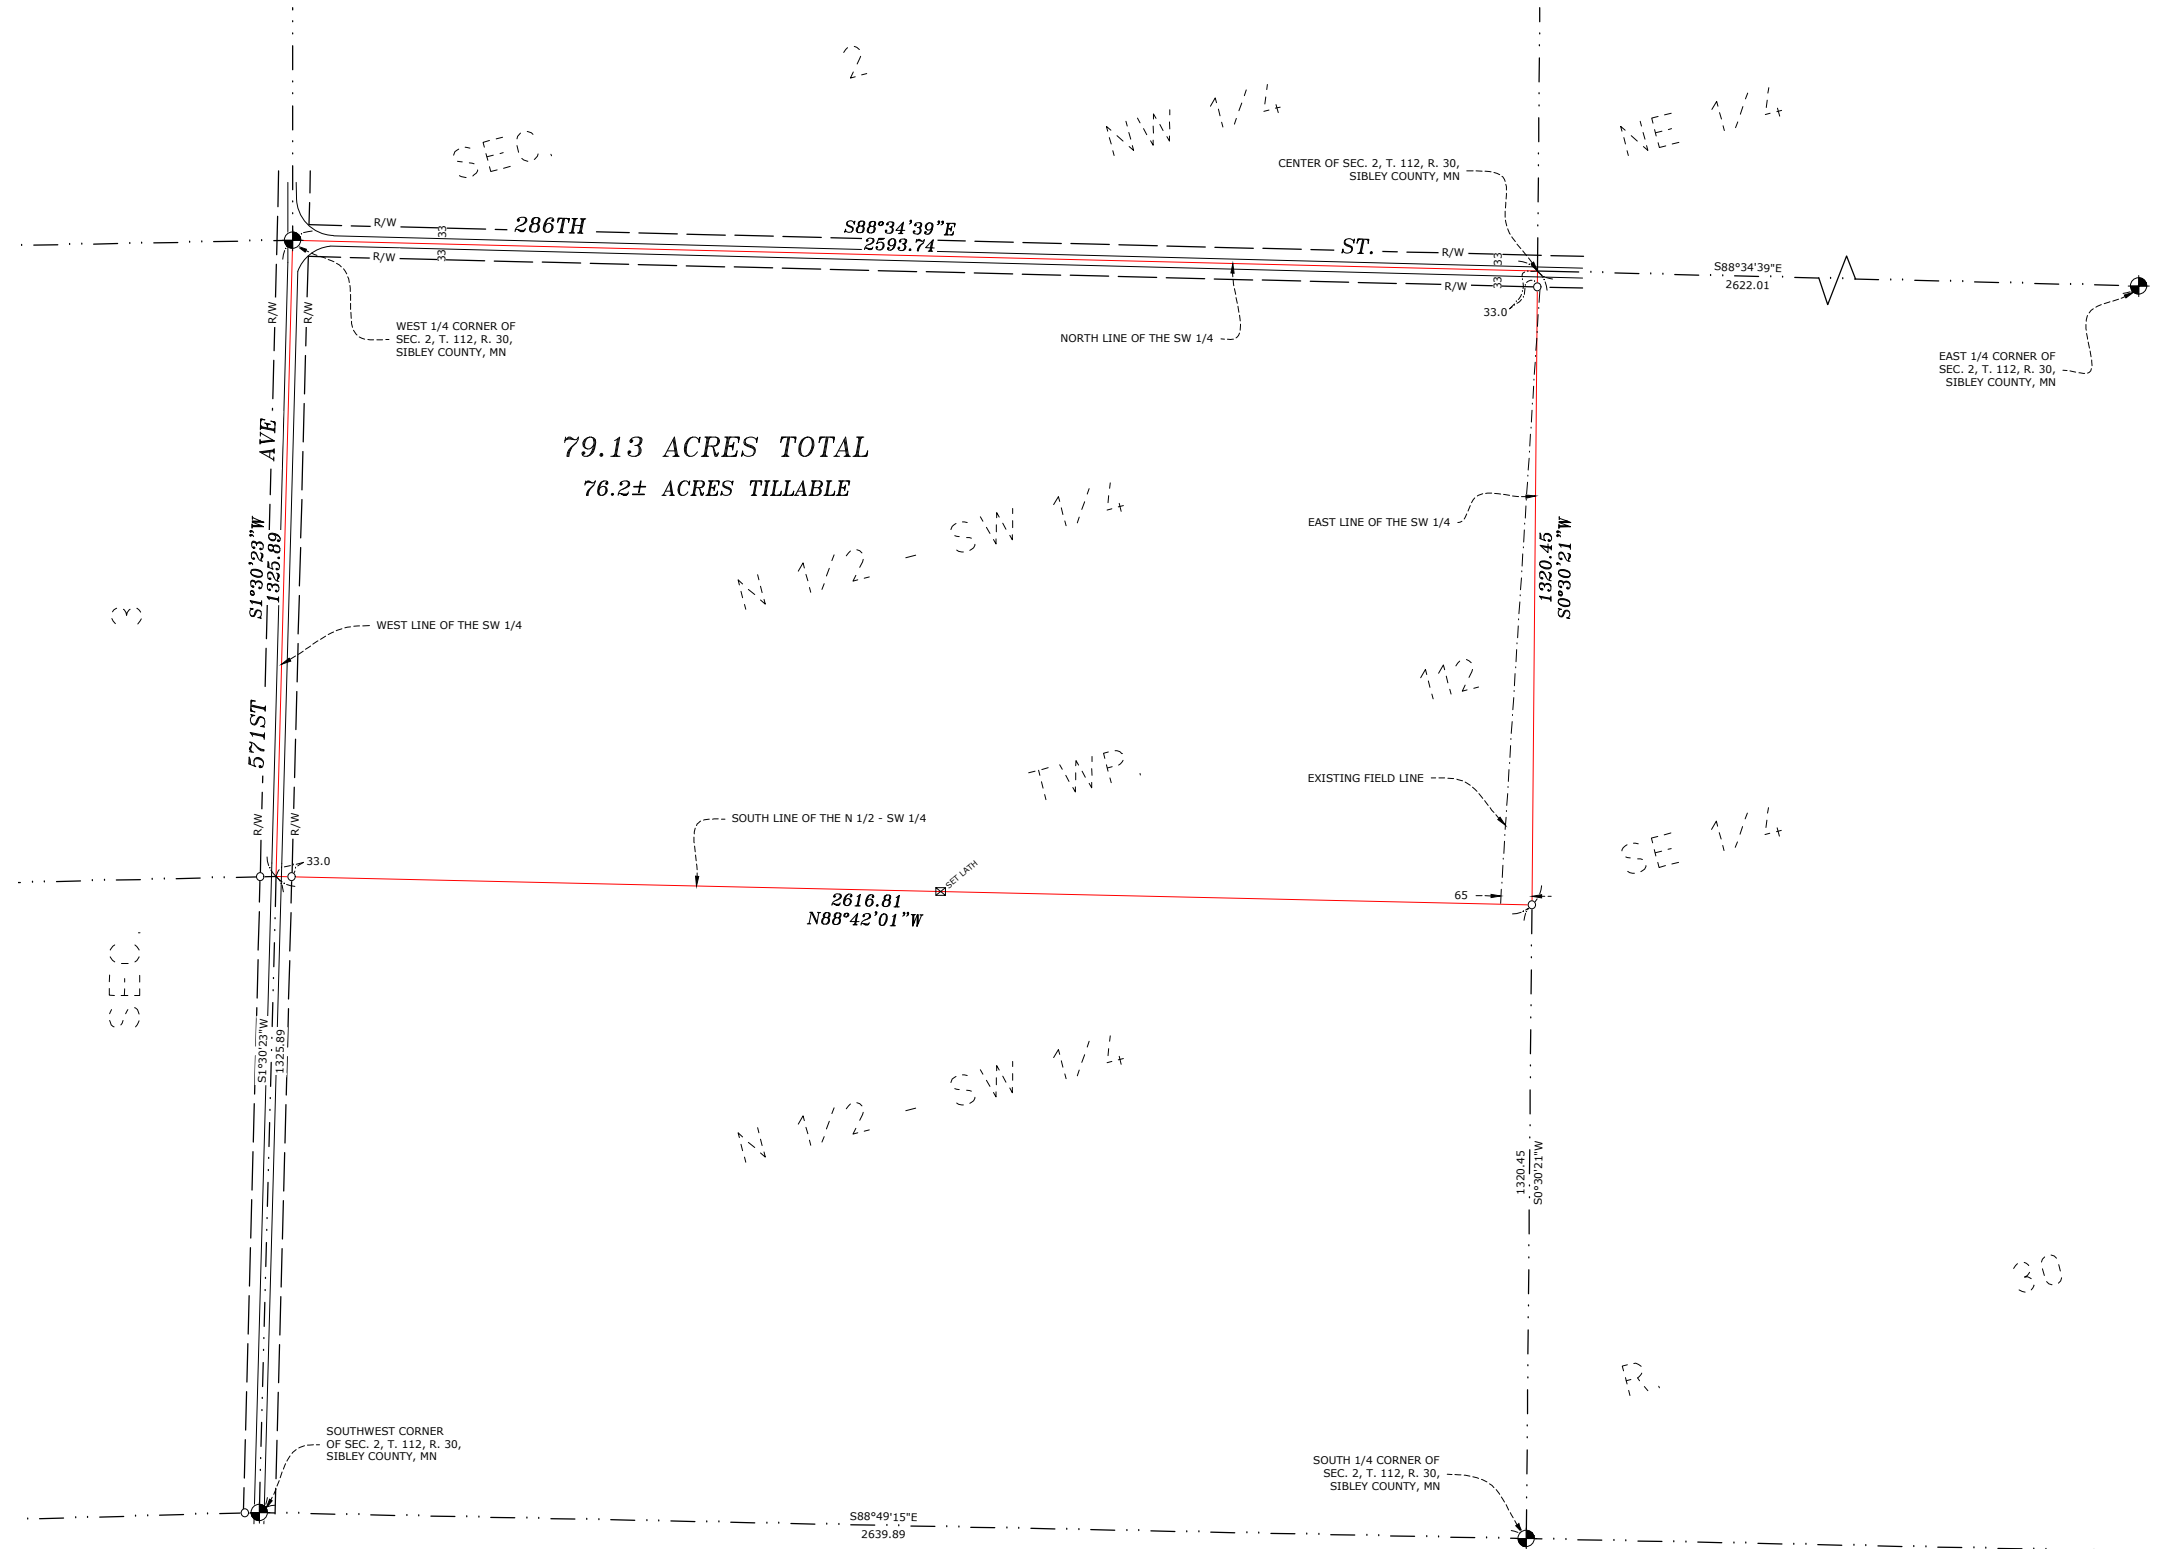 2
SEC.
NW 1/4
NE 1/4
CENTER OF SEC. 2, T. 112, R. 30,
SIBLEY COUNTY, MN
R/W
33
286TH
S88°34'39"E
2593.74
ST.
R/W
33
R/W
33
R/W
33
33.0
S88°34'39"E
2622.01
R/W
R/W
WEST 1/4 CORNER OF
SEC. 2, T. 112, R. 30,
SIBLEY COUNTY, MN
NORTH LINE OF THE SW 1/4
EAST 1/4 CORNER OF
SEC. 2, T. 112, R. 30,
SIBLEY COUNTY, MN
AVE
79.13 ACRES TOTAL
76.2± ACRES TILLABLE
N 1/2 - SW 1/4
EAST LINE OF THE SW 1/4
S1°30'23"W
1325.89
1320.45
S0°30'21"W
3
WEST LINE OF THE SW 1/4
112
571ST
TWP.
EXISTING FIELD LINE
R/W
R/W
SOUTH LINE OF THE N 1/2 - SW 1/4
SE 1/4
33.0
SET LATH
65
2616.81
N88°42'01"W
SEC.
S1°30'23"W
1325.89
N 1/2 - SW 1/4
1320.45
S0°30'21"W
30
R.
SOUTHWEST CORNER
OF SEC. 2, T. 112, R. 30,
SIBLEY COUNTY, MN
SOUTH 1/4 CORNER OF
SEC. 2, T. 112, R. 30,
SIBLEY COUNTY, MN
S88°49'15"E
2639.89